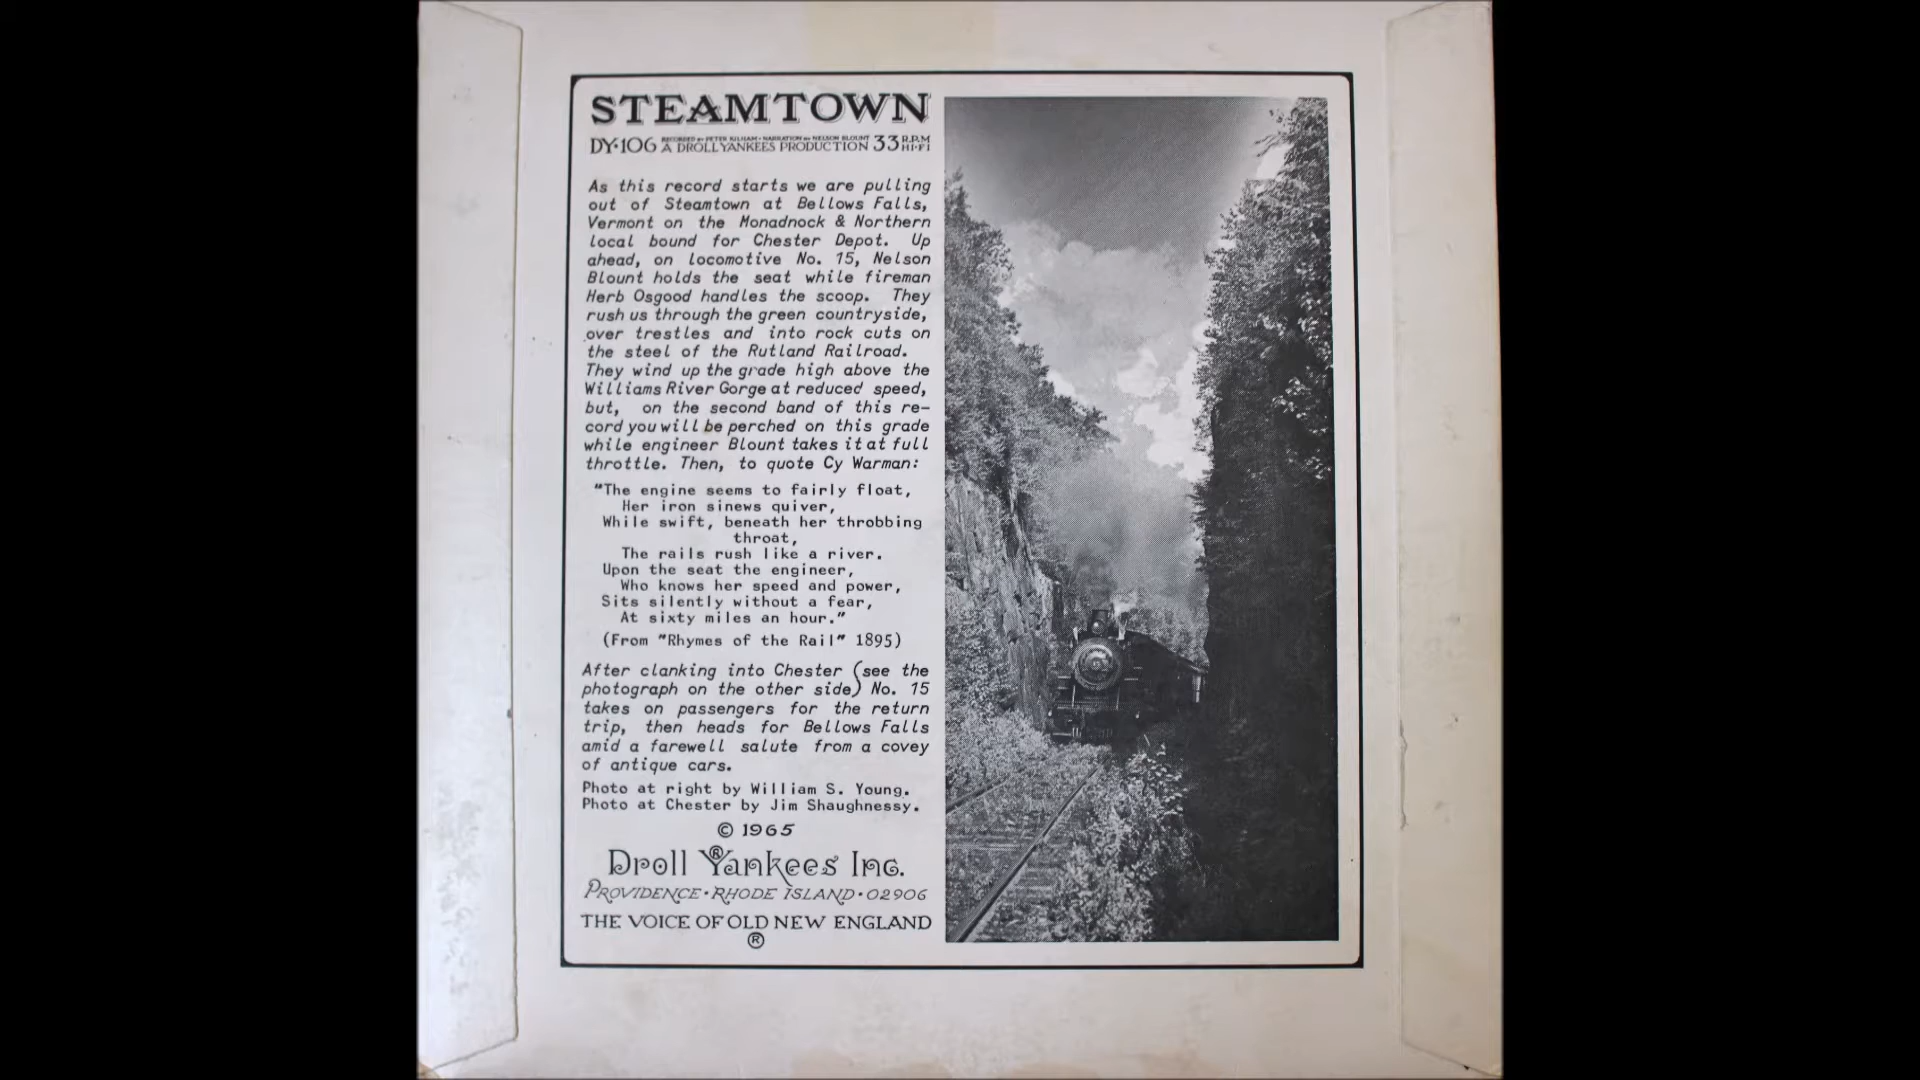 STEAMTOWN
DY·106 RECORDED BY PETER KILHAM · NARRATION BY NELSON BLOUNT 33 R.P.M
A DROLL YANKEES PRODUCTION HI·FI
As this record starts we are pulling
out of Steamtown at Bellows Falls,
Vermont on the Monadnock & Northern
local bound for Chester Depot. Up
ahead, on locomotive No. 15, Nelson
Blount holds the seat while fireman
Herb Osgood handles the scoop. They
rush us through the green countryside,
over trestles and into rock cuts on
the steel of the Rutland Railroad.
They wind up the grade high above the
Williams River Gorge at reduced speed,
but, on the second band of this re-
cord you will be perched on this grade
while engineer Blount takes it at full
throttle. Then, to quote Cy Warman:
"The engine seems to fairly float,
Her iron sinews quiver,
While swift, beneath her throbbing
throat,
The rails rush like a river.
Upon the seat the engineer,
Who knows her speed and power,
Sits silently without a fear,
At sixty miles an hour."
(From "Rhymes of the Rail" 1895)
After clanking into Chester (see the
photograph on the other side) No. 15
takes on passengers for the return
trip, then heads for Bellows Falls
amid a farewell salute from a covey
of antique cars.
Photo at right by William S. Young.
Photo at Chester by Jim Shaughnessy.
© 1965
Droll Yankees Inc. ®
PROVIDENCE · RHODE ISLAND · 02906
THE VOICE OF OLD NEW ENGLAND
®